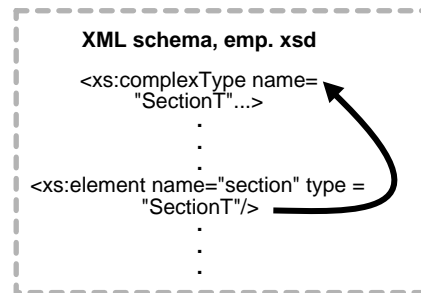 XML schema, emp. xsd
<xs:complexType name=
"SectionT"...>
.
.
.
<xs:element name="section" type =
"SectionT"/>
.
.
.